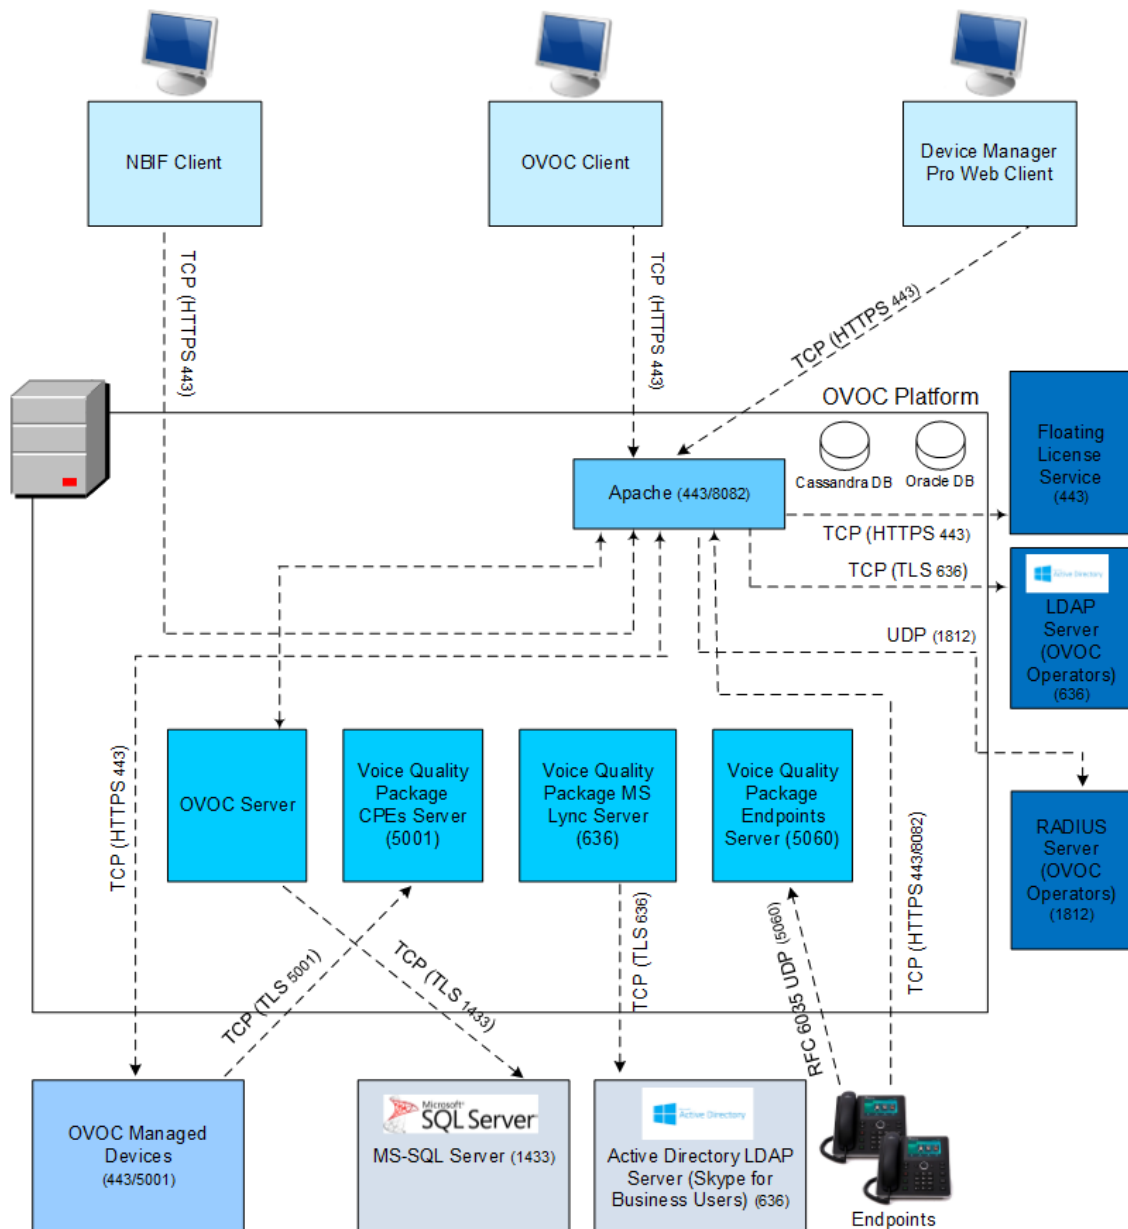 NBIF Client
OVOC Client
Device Manager
Pro Web Client
TCP (HTTPS 443)
TCP (HTTPS 443)
TCP (HTTPS 443)
OVOC Platform
Cassandra DB
Oracle DB
Apache (443/8082)
Floating
License
Service
(443)
TCP (HTTPS 443)
TCP (TLS 636)
UDP (1812)
Active Directory
LDAP
Server
(OVOC
Operators)
(636)
TCP (HTTPS 443)
OVOC Server
Voice Quality
Package
CPEs Server
(5001)
Voice Quality
Package MS
Lync Server
(636)
Voice Quality
Package
Endpoints
Server (5060)
RADIUS
Server
(OVOC
Operators)
(1812)
TCP (TLS 5001)
TCP (TLS 1433)
TCP (TLS 636)
RFC 6035 UDP (5060)
TCP (HTTPS 443/8082)
OVOC Managed
Devices
(443/5001)
Microsoft®
SQL Server®
MS-SQL Server (1433)
Active Directory
Active Directory LDAP
Server (Skype for
Business Users) (636)
Endpoints